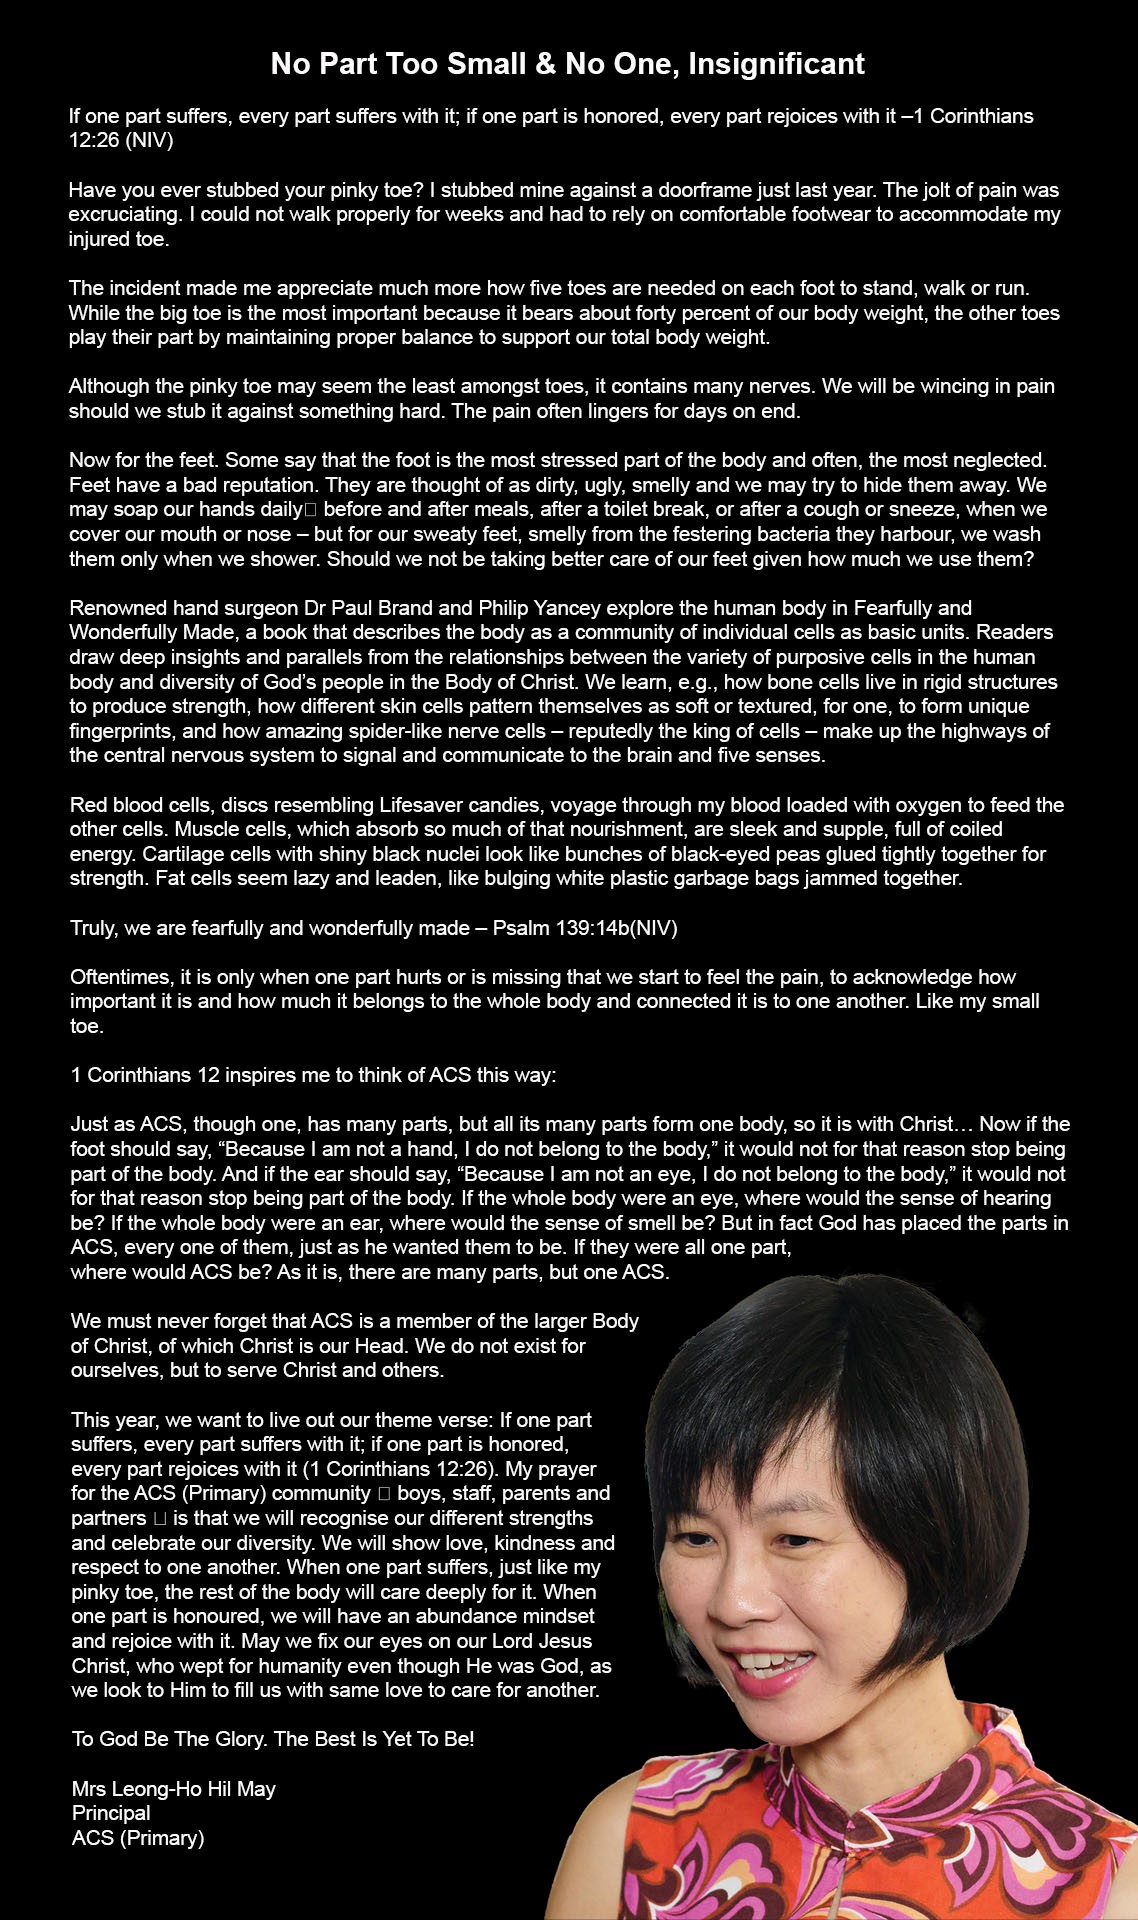 No Part Too Small & No One, Insignificant
If one part suffers, every part suffers with it; if one part is honored, every part rejoices with it –1 Corinthians
12:26 (NIV)
Have you ever stubbed your pinky toe? I stubbed mine against a doorframe just last year. The jolt of pain was
excruciating. I could not walk properly for weeks and had to rely on comfortable footwear to accommodate my
injured toe.
The incident made me appreciate much more how five toes are needed on each foot to stand, walk or run.
While the big toe is the most important because it bears about forty percent of our body weight, the other toes
play their part by maintaining proper balance to support our total body weight.
Although the pinky toe may seem the least amongst toes, it contains many nerves. We will be wincing in pain
should we stub it against something hard. The pain often lingers for days on end.
Now for the feet. Some say that the foot is the most stressed part of the body and often, the most neglected.
Feet have a bad reputation. They are thought of as dirty, ugly, smelly and we may try to hide them away. We
may soap our hands daily□ before and after meals, after a toilet break, or after a cough or sneeze, when we
cover our mouth or nose – but for our sweaty feet, smelly from the festering bacteria they harbour, we wash
them only when we shower. Should we not be taking better care of our feet given how much we use them?
Renowned hand surgeon Dr Paul Brand and Philip Yancey explore the human body in Fearfully and
Wonderfully Made, a book that describes the body as a community of individual cells as basic units. Readers
draw deep insights and parallels from the relationships between the variety of purposive cells in the human
body and diversity of God’s people in the Body of Christ. We learn, e.g., how bone cells live in rigid structures
to produce strength, how different skin cells pattern themselves as soft or textured, for one, to form unique
fingerprints, and how amazing spider-like nerve cells – reputedly the king of cells – make up the highways of
the central nervous system to signal and communicate to the brain and five senses.
Red blood cells, discs resembling Lifesaver candies, voyage through my blood loaded with oxygen to feed the
other cells. Muscle cells, which absorb so much of that nourishment, are sleek and supple, full of coiled
energy. Cartilage cells with shiny black nuclei look like bunches of black-eyed peas glued tightly together for
strength. Fat cells seem lazy and leaden, like bulging white plastic garbage bags jammed together.
Truly, we are fearfully and wonderfully made – Psalm 139:14b(NIV)
Oftentimes, it is only when one part hurts or is missing that we start to feel the pain, to acknowledge how
important it is and how much it belongs to the whole body and connected it is to one another. Like my small
toe.
1 Corinthians 12 inspires me to think of ACS this way:
Just as ACS, though one, has many parts, but all its many parts form one body, so it is with Christ… Now if the
foot should say, “Because I am not a hand, I do not belong to the body,” it would not for that reason stop being
part of the body. And if the ear should say, “Because I am not an eye, I do not belong to the body,” it would not
for that reason stop being part of the body. If the whole body were an eye, where would the sense of hearing
be? If the whole body were an ear, where would the sense of smell be? But in fact God has placed the parts in
ACS, every one of them, just as he wanted them to be. If they were all one part,
where would ACS be? As it is, there are many parts, but one ACS.
We must never forget that ACS is a member of the larger Body
of Christ, of which Christ is our Head. We do not exist for
ourselves, but to serve Christ and others.
This year, we want to live out our theme verse: If one part
suffers, every part suffers with it; if one part is honored,
every part rejoices with it (1 Corinthians 12:26). My prayer
for the ACS (Primary) community □ boys, staff, parents and
partners □ is that we will recognise our different strengths
and celebrate our diversity. We will show love, kindness and
respect to one another. When one part suffers, just like my
pinky toe, the rest of the body will care deeply for it. When
one part is honoured, we will have an abundance mindset
and rejoice with it. May we fix our eyes on our Lord Jesus
Christ, who wept for humanity even though He was God, as
we look to Him to fill us with same love to care for another.
To God Be The Glory. The Best Is Yet To Be!
Mrs Leong-Ho Hil May
Principal
ACS (Primary)